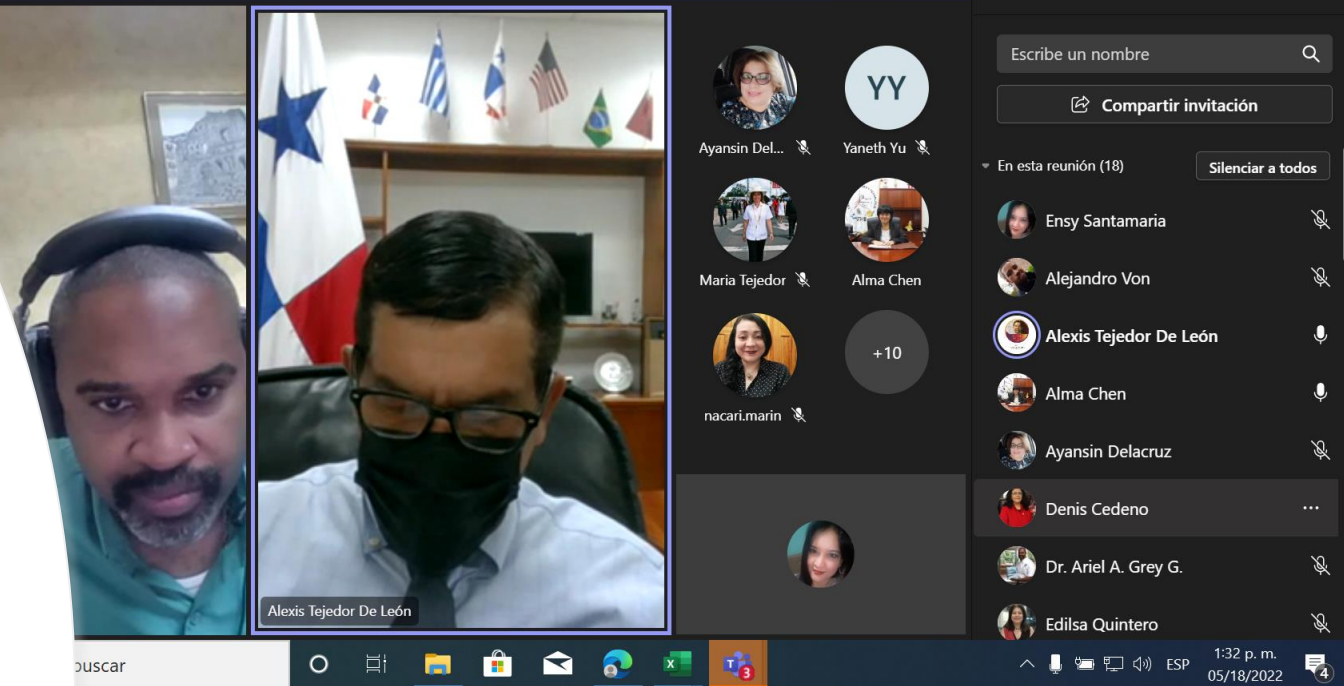 Alexis Tejedor De León
Ayansin Del...
YY
Yaneth Yu
Maria Tejedor
Alma Chen
nacari.marin
+10
Escribe un nombre
Compartir invitación
En esta reunión (18)
Silenciar a todos
Ensy Santamaria
Alejandro Von
Alexis Tejedor De León
Alma Chen
Ayansin Delacruz
Denis Cedeno
...
Dr. Ariel A. Grey G.
Edilsa Quintero
buscar
3
ESP
1:32 p. m.
05/18/2022
4